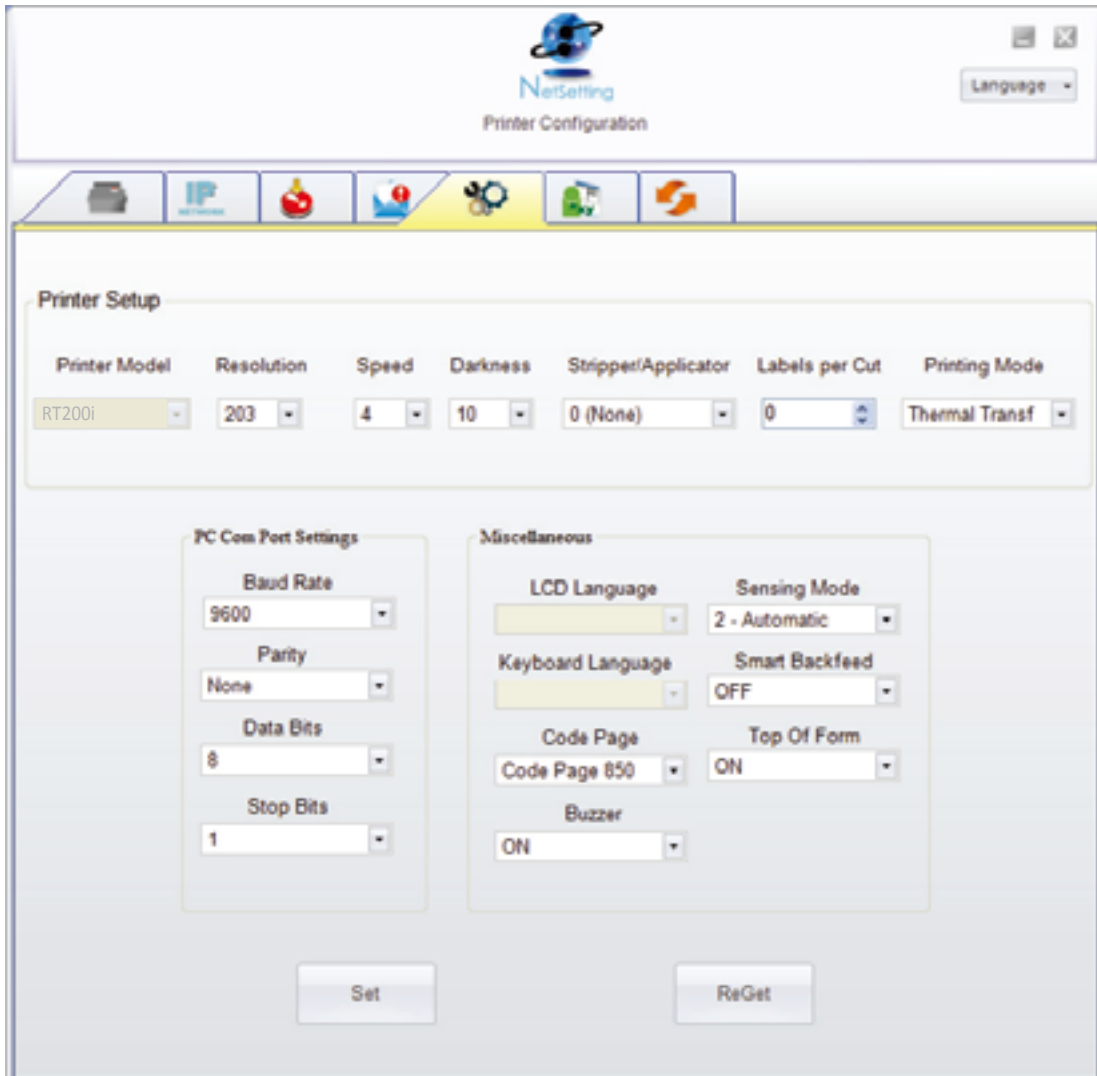 NetSetting
Language
Printer Configuration
IP
NETWORK
Printer Setup
Printer Model Resolution Speed Darkness Stripper/Applicator Labels per Cut Printing Mode
RT200i 203 4 10 0 (None) 0 Thermal Transf
PC Com Port Settings
Baud Rate
9600
Parity
None
Data Bits
8
Stop Bits
1
Miscellaneous
LCD Language Sensing Mode
2 - Automatic
Keyboard Language Smart Backfeed
OFF
Code Page Top Of Form
Code Page 850 ON
Buzzer
ON
Set ReGet